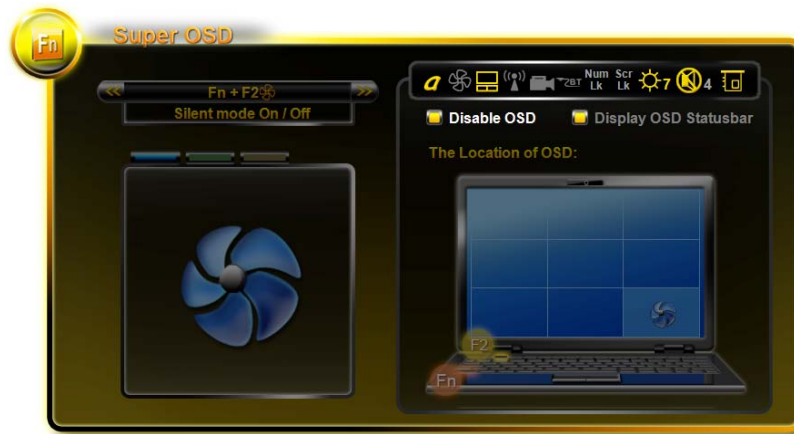 Fn
Super OSD
<< Fn + F2 >>
Silent mode On / Off
a ZBT Num Lk Scr Lk 7 4
Disable OSD Display OSD Statusbar
The Location of OSD:
F2
Fn